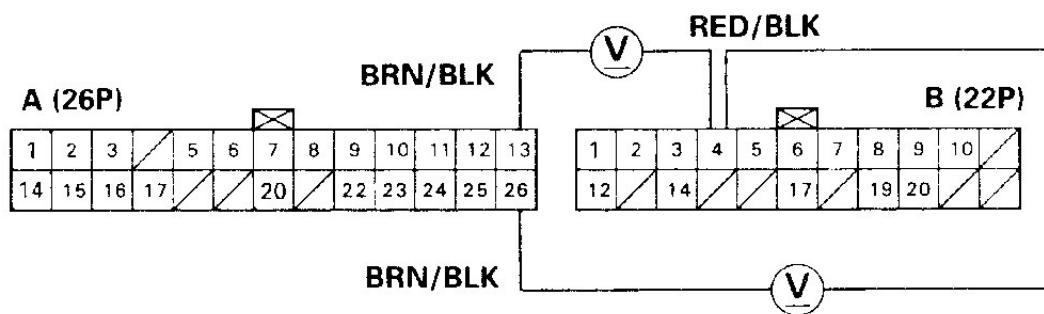 RED/BLK
V
BRN/BLK
A (26P)
B (22P)
1 2 3 5 6 7 8 9 10 11 12 13
1 2 3 4 5 6 7 8 9 10
14 15 16 17 20 22 23 24 25 26
12 14 17 19 20
BRN/BLK
V